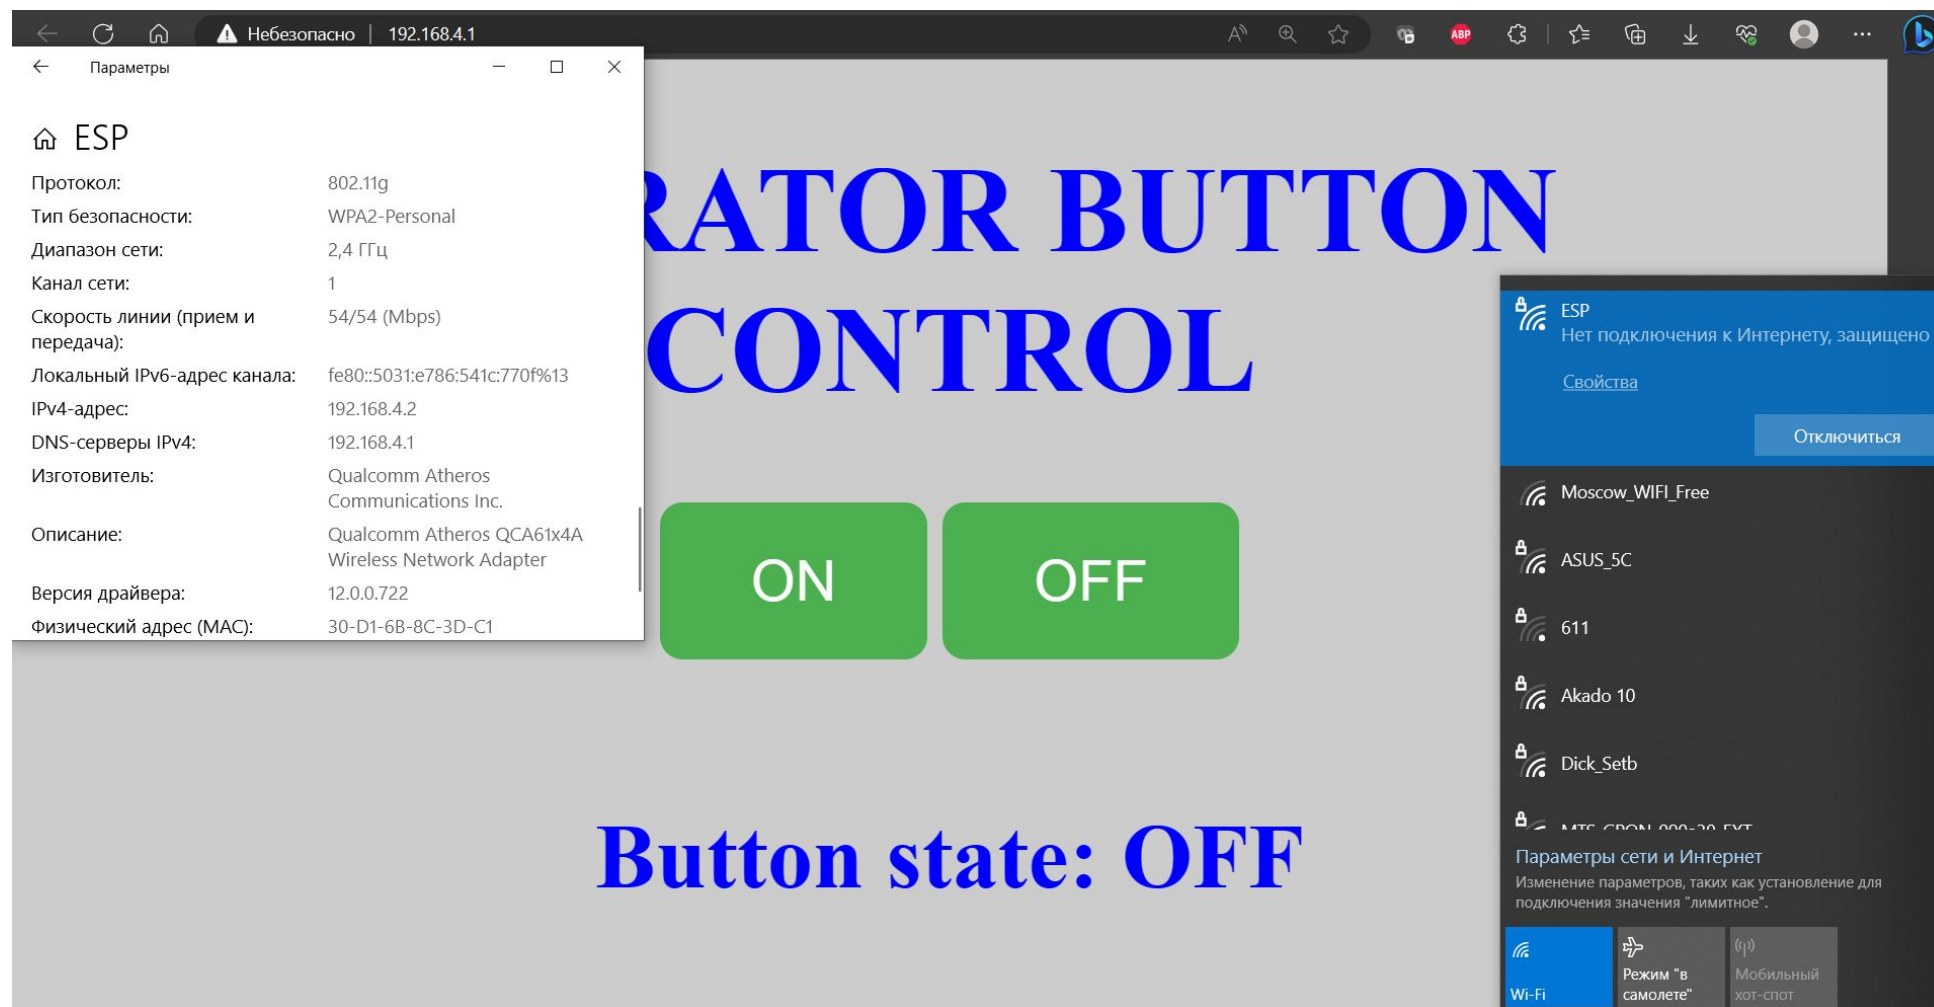 Небезопасно | 192.168.4.1
ABP
Параметры
ESP
Протокол: 802.11g
Тип безопасности: WPA2-Personal
Диапазон сети: 2,4 ГГц
Канал сети: 1
Скорость линии (прием и 54/54 (Mbps)
передача):
Локальный IPv6-адрес канала: fe80::5031:e786:541c:770f%13
IPv4-адрес: 192.168.4.2
DNS-серверы IPv4: 192.168.4.1
Изготовитель: Qualcomm Atheros
Communications Inc.
Описание: Qualcomm Atheros QCA61x4A
Wireless Network Adapter
Версия драйвера: 12.0.0.722
Физический адрес (MAC): 30-D1-6B-8C-3D-C1
RATOR BUTTON
CONTROL
ON OFF
Button state: OFF
ESP
Нет подключения к Интернету, защищено
Свойства
Отключиться
Moscow_WIFI_Free
ASUS_5C
611
Akado 10
Dick_Setb
Параметры сети и Интернет
Изменение параметров, таких как установление для
подключения значения "лимитное".
Wi-Fi
Режим "в
самолете"
Мобильный
хот-спот